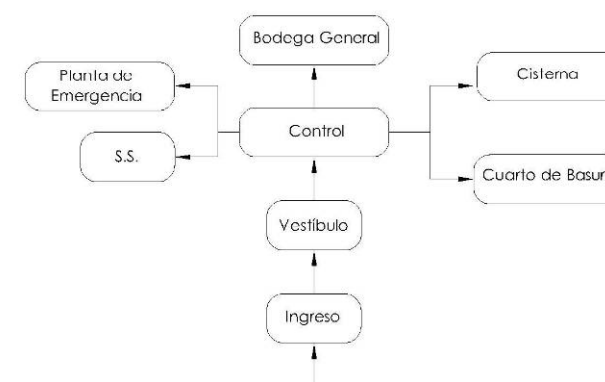 Bodega General
Planta de
Emergencia
Cisterna
Control
S.S.
Cuarto de Basur
Vestíbulo
Ingreso